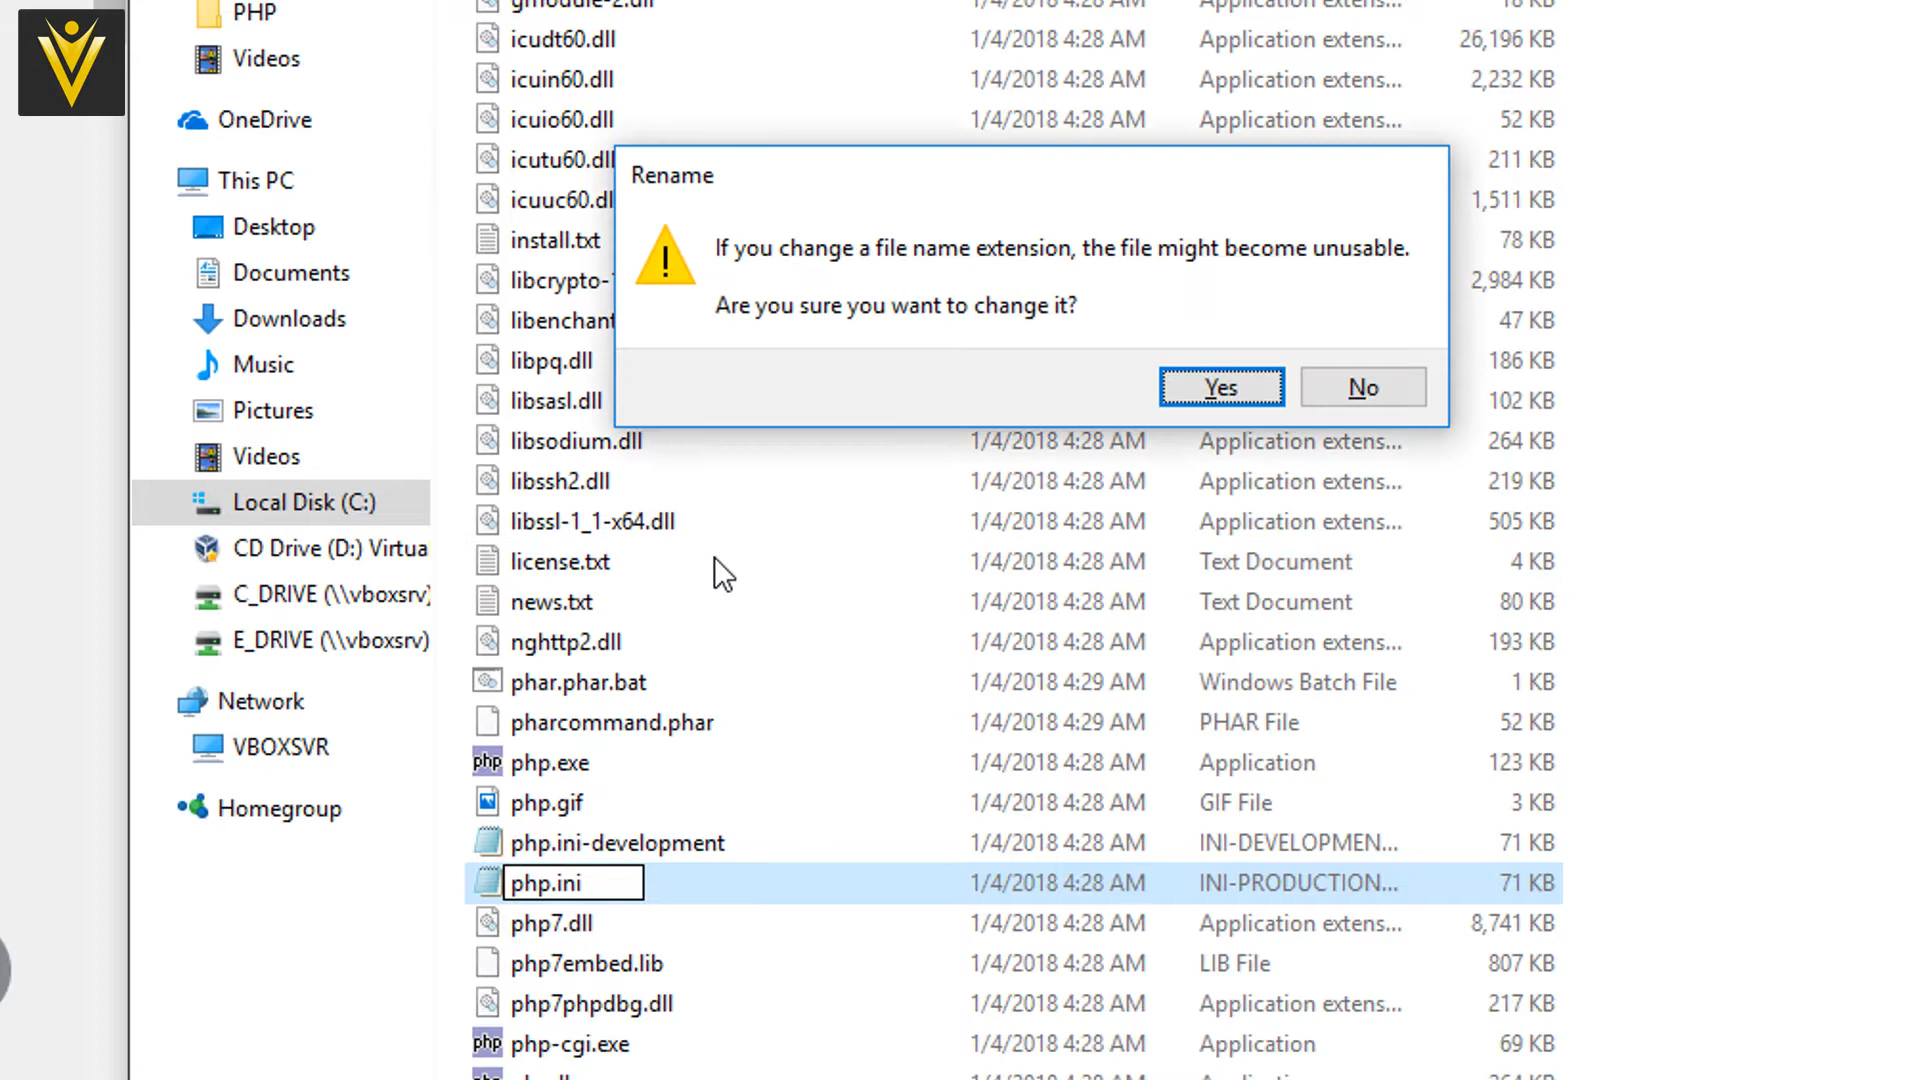 PHP
Videos
OneDrive
This PC
Desktop
Documents
Downloads
Music
Pictures
Videos
Local Disk (C:)
CD Drive (D:) Virtua
C_DRIVE (\\vboxsrv)
E_DRIVE (\\vboxsrv)
Network
VBOXSVR
Homegroup
gmodule-2.dll 1/4/2018 4:28 AM Application extens... 18 KB
icudt60.dll 1/4/2018 4:28 AM Application extens... 26,196 KB
icuin60.dll 1/4/2018 4:28 AM Application extens... 2,232 KB
icuio60.dll 1/4/2018 4:28 AM Application extens... 52 KB
icutu60.dll 211 KB
icuuc60.dl 1,511 KB
install.txt 78 KB
libcrypto- 2,984 KB
libenchant 47 KB
libpq.dll 186 KB
libsasl.dll 102 KB
Rename
If you change a file name extension, the file might become unusable.
Are you sure you want to change it?
Yes No
libsodium.dll 1/4/2018 4:28 AM Application extens... 264 KB
libssh2.dll 1/4/2018 4:28 AM Application extens... 219 KB
libssl-1_1-x64.dll 1/4/2018 4:28 AM Application extens... 505 KB
license.txt 1/4/2018 4:28 AM Text Document 4 KB
news.txt 1/4/2018 4:28 AM Text Document 80 KB
nghttp2.dll 1/4/2018 4:28 AM Application extens... 193 KB
phar.phar.bat 1/4/2018 4:29 AM Windows Batch File 1 KB
pharcommand.phar 1/4/2018 4:29 AM PHAR File 52 KB
php php.exe 1/4/2018 4:28 AM Application 123 KB
php.gif 1/4/2018 4:28 AM GIF File 3 KB
php.ini-development 1/4/2018 4:28 AM INI-DEVELOPMEN... 71 KB
php.ini 1/4/2018 4:28 AM INI-PRODUCTION... 71 KB
php7.dll 1/4/2018 4:28 AM Application extens... 8,741 KB
php7embed.lib 1/4/2018 4:28 AM LIB File 807 KB
php7phpdbg.dll 1/4/2018 4:28 AM Application extens... 217 KB
php php-cgi.exe 1/4/2018 4:28 AM Application 69 KB